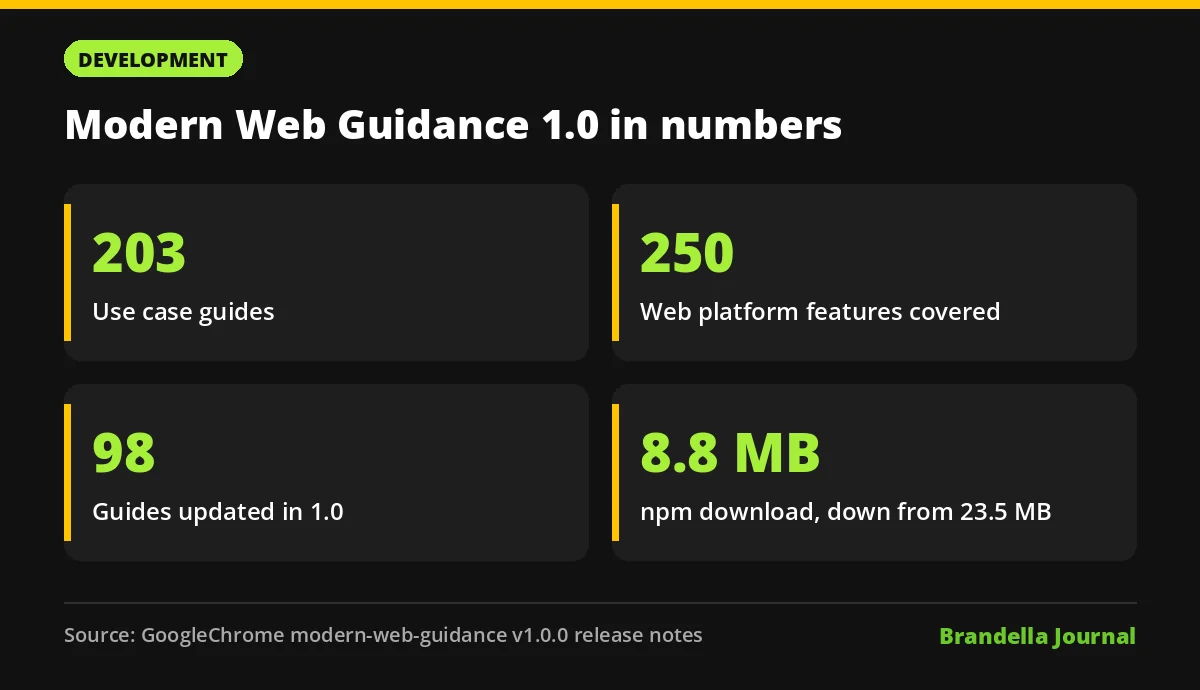 DEVELOPMENT
Modern Web Guidance 1.0 in numbers
203
Use case guides
250
Web platform features covered
98
Guides updated in 1.0
8.8 MB
npm download, down from 23.5 MB
Source: GoogleChrome modern-web-guidance v1.0.0 release notes
Brandella Journal